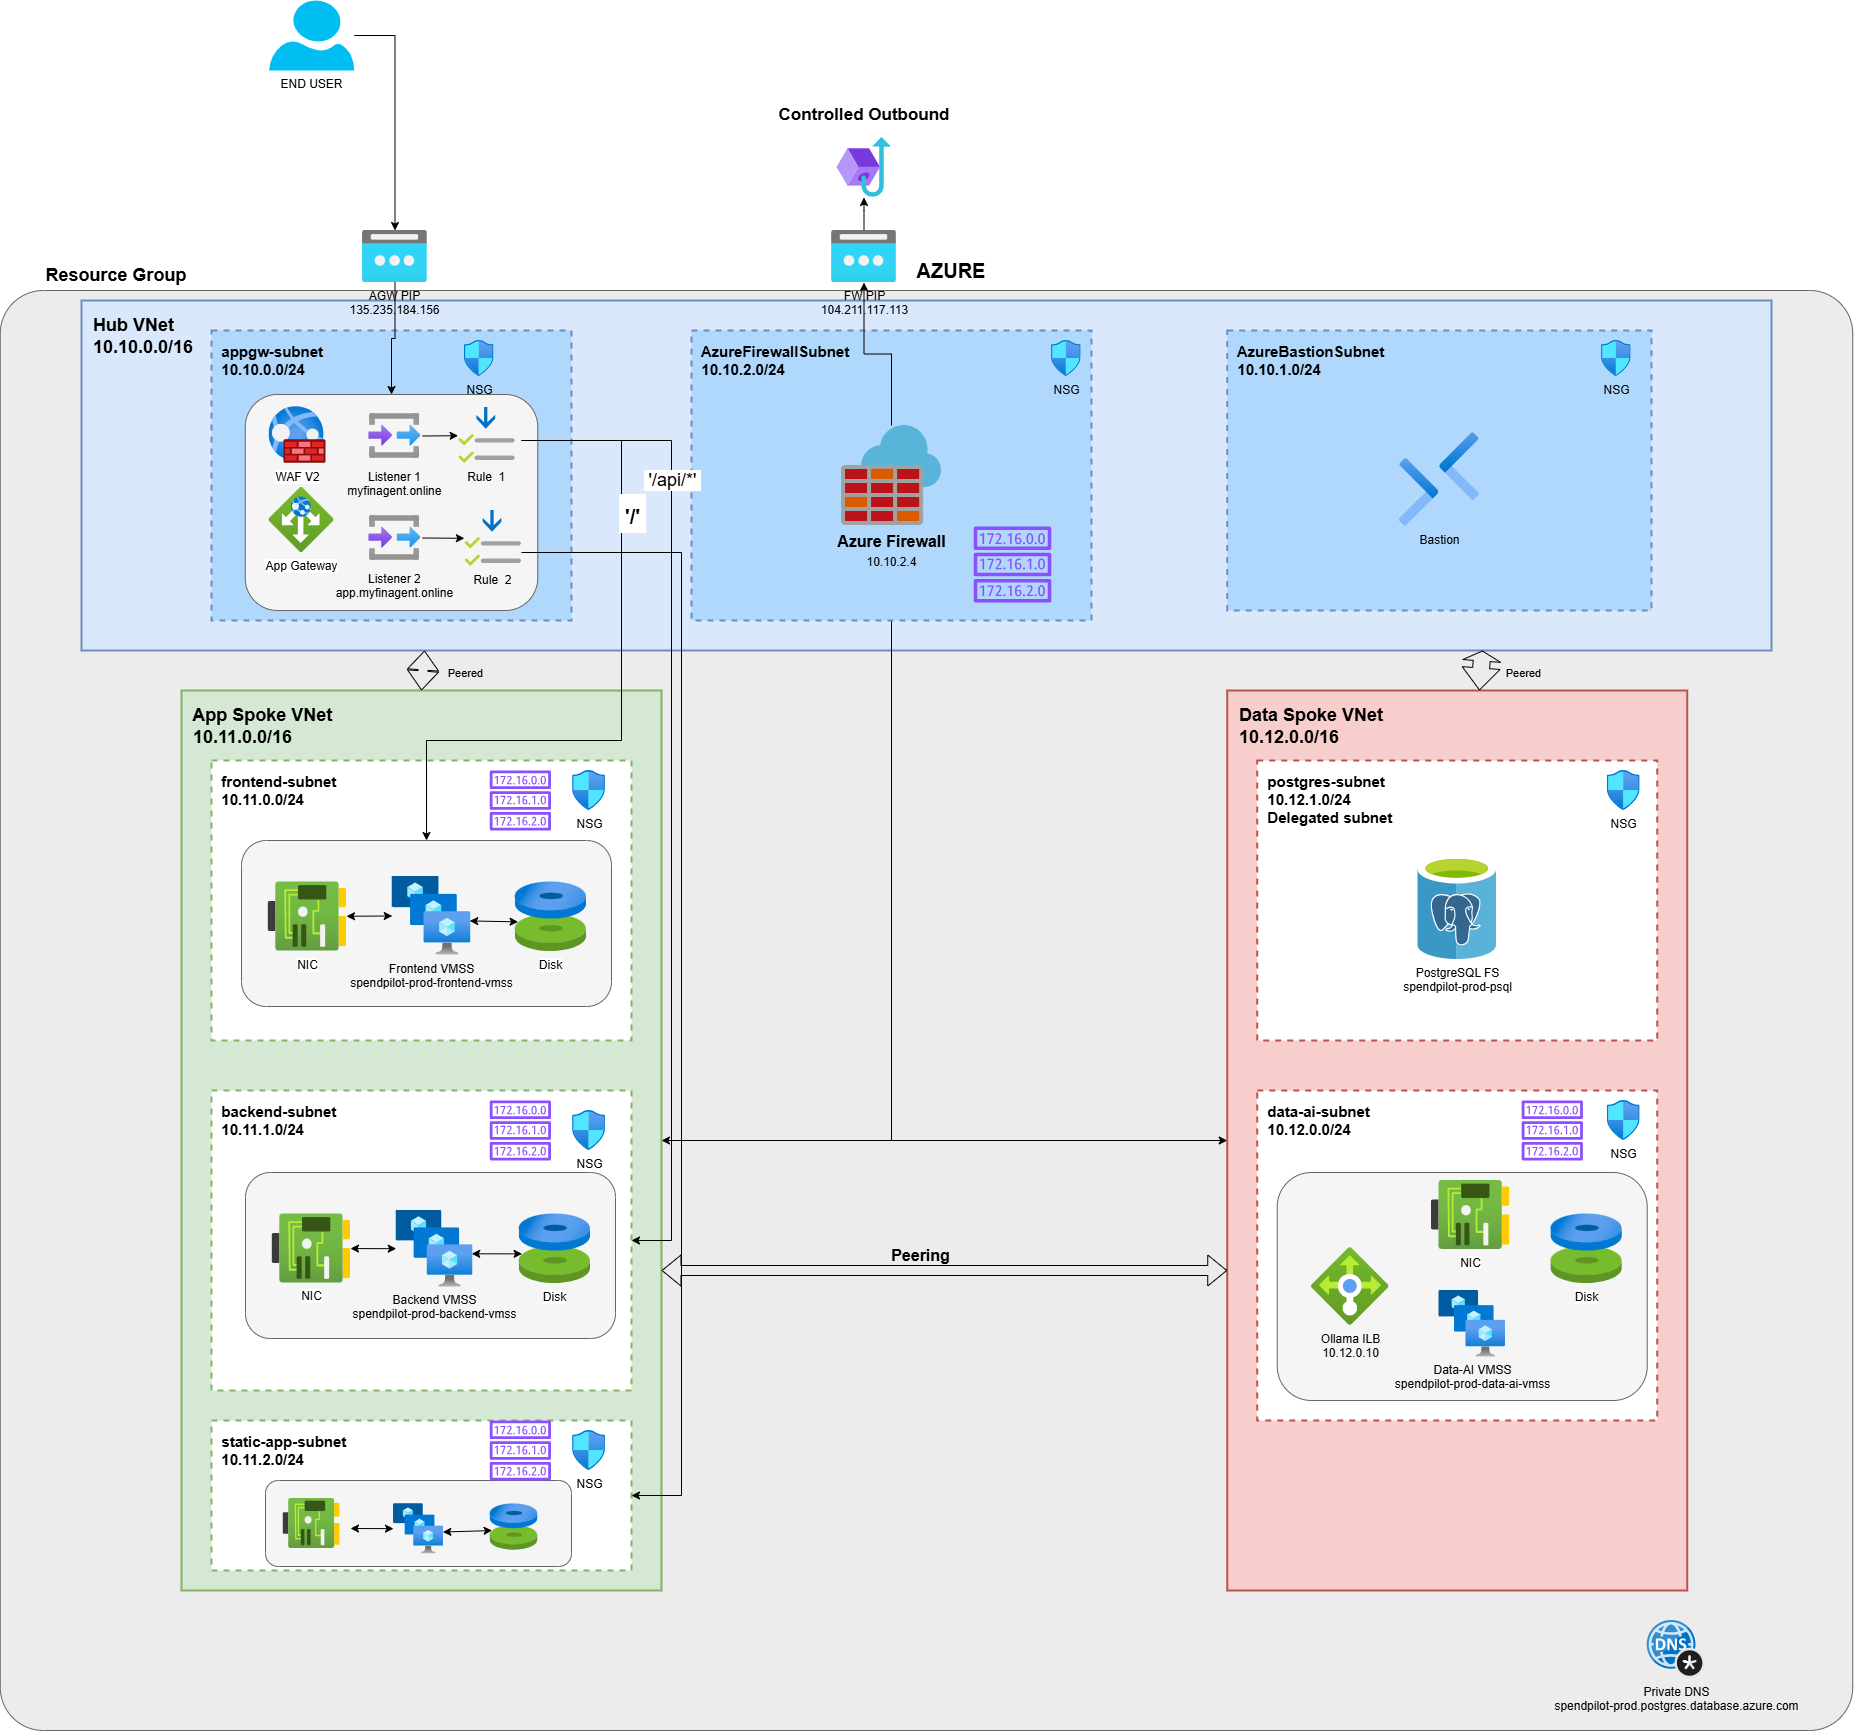 END USER
Controlled Outbound
Resource Group
AZURE
AGW PIP
135.235.184.156
FW PIP
104.211.117.113
Hub VNet
10.10.0.0/16
appgw-subnet
10.10.0.0/24
NSG
WAF V2
Listener 1
myfinagent.online
Rule 1
App Gateway
Listener 2
app.myfinagent.online
Rule 2
'/api/*'
'/'
AzureFirewallSubnet
10.10.2.0/24
NSG
Azure Firewall
10.10.2.4
172.16.0.0
172.16.1.0
172.16.2.0
AzureBastionSubnet
10.10.1.0/24
NSG
Bastion
Peered
Peered
App Spoke VNet
10.11.0.0/16
frontend-subnet
10.11.0.0/24
172.16.0.0
172.16.1.0
172.16.2.0
NSG
NIC
Frontend VMSS
spendpilot-prod-frontend-vmss
Disk
backend-subnet
10.11.1.0/24
172.16.0.0
172.16.1.0
172.16.2.0
NSG
NIC
Backend VMSS
spendpilot-prod-backend-vmss
Disk
static-app-subnet
10.11.2.0/24
172.16.0.0
172.16.1.0
172.16.2.0
NSG
Peering
Data Spoke VNet
10.12.0.0/16
postgres-subnet
10.12.1.0/24
Delegated subnet
NSG
PostgreSQL FS
spendpilot-prod-psql
data-ai-subnet
10.12.0.0/24
172.16.0.0
172.16.1.0
172.16.2.0
NSG
NIC
Disk
Ollama ILB
10.12.0.10
Data-AI VMSS
spendpilot-prod-data-ai-vmss
DNS
Private DNS
spendpilot-prod.postgres.database.azure.com